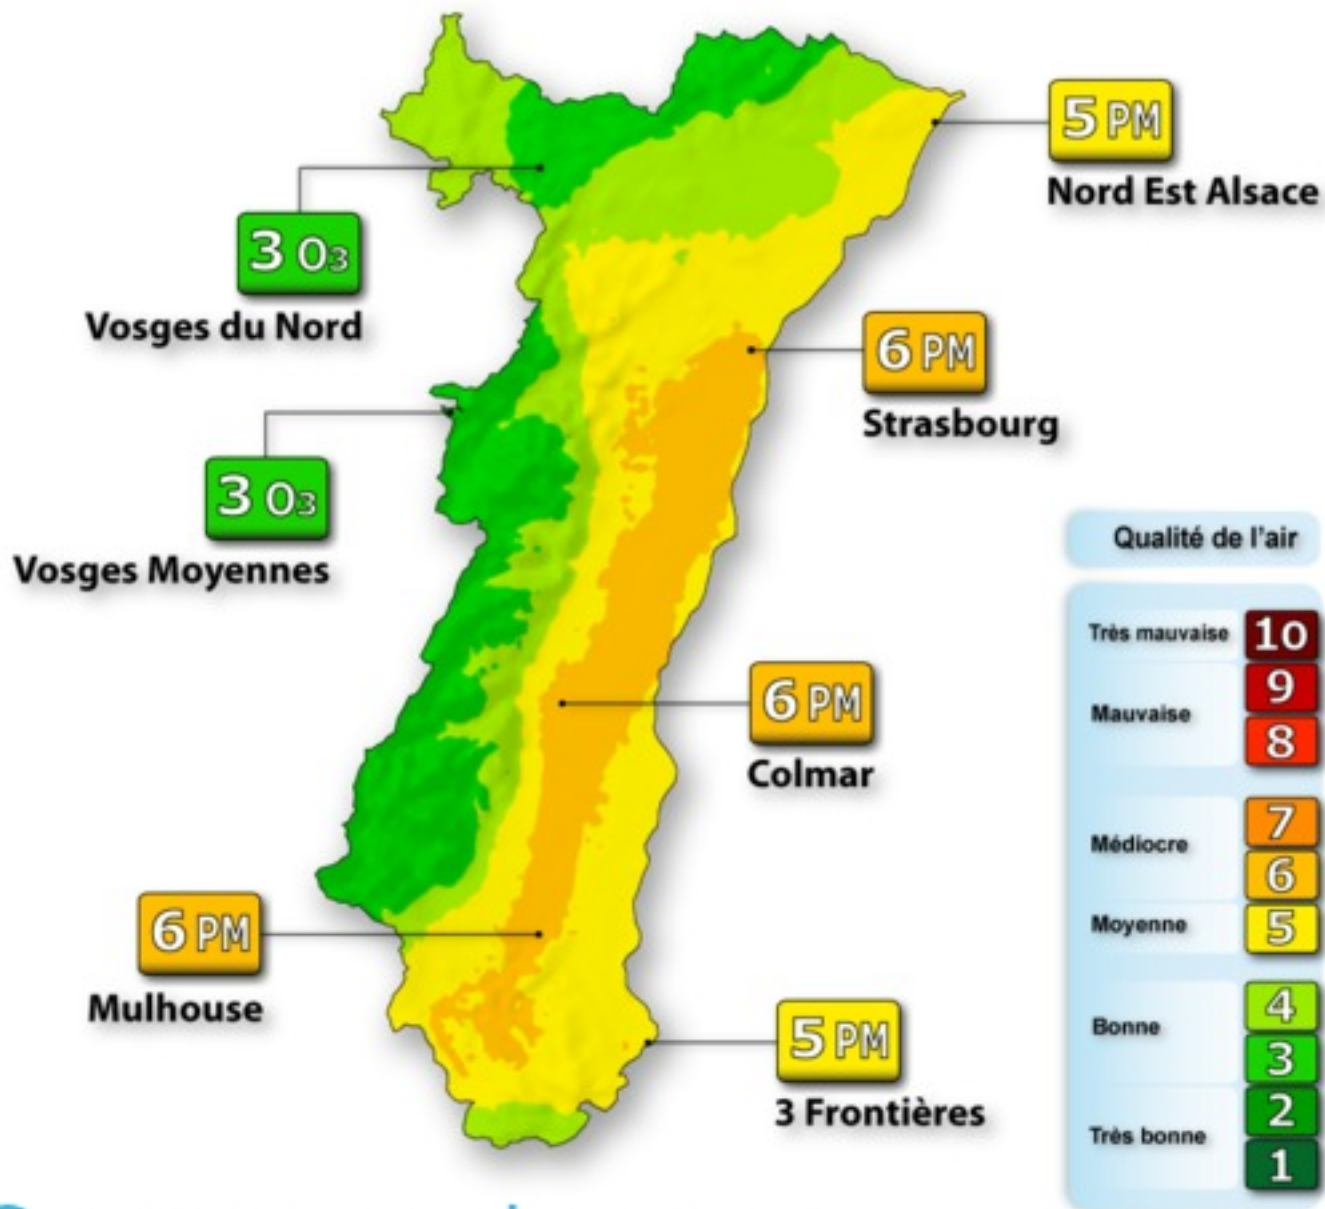 5 PM
Nord Est Alsace
3 O3
Vosges du Nord
6 PM
Strasbourg
3 O3
Vosges Moyennes
6 PM
Colmar
6 PM
Mulhouse
5 PM
3 Frontières
Qualité de l'air
Très mauvaise 10
Mauvaise 9
8
Médiocre 7
6
Moyenne 5
Bonne 4
3
Très bonne 2
1